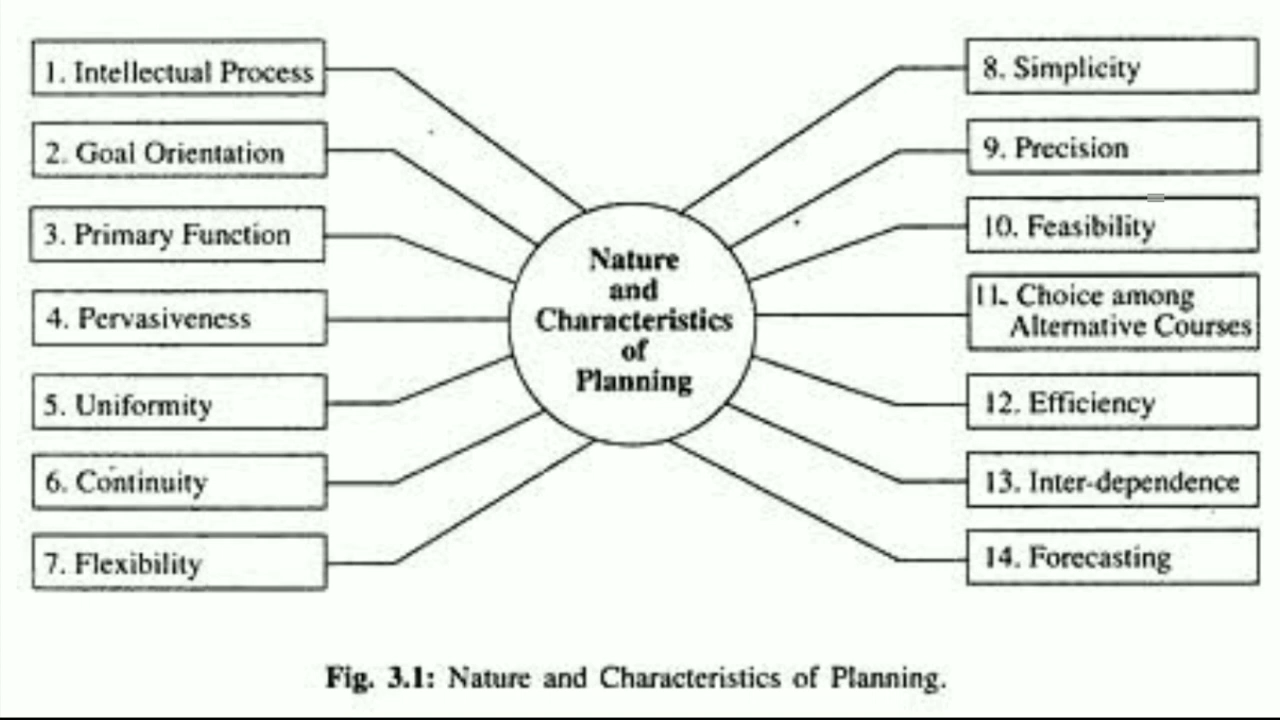 1. Intellectual Process
2. Goal Orientation
3. Primary Function
4. Pervasiveness
5. Uniformity
6. Continuity
7. Flexibility
Nature
and
Characteristics
of
Planning
8. Simplicity
9. Precision
10. Feasibility
11. Choice among
Alternative Courses
12. Efficiency
13. Inter-dependence
14. Forecasting
Fig. 3.1: Nature and Characteristics of Planning.